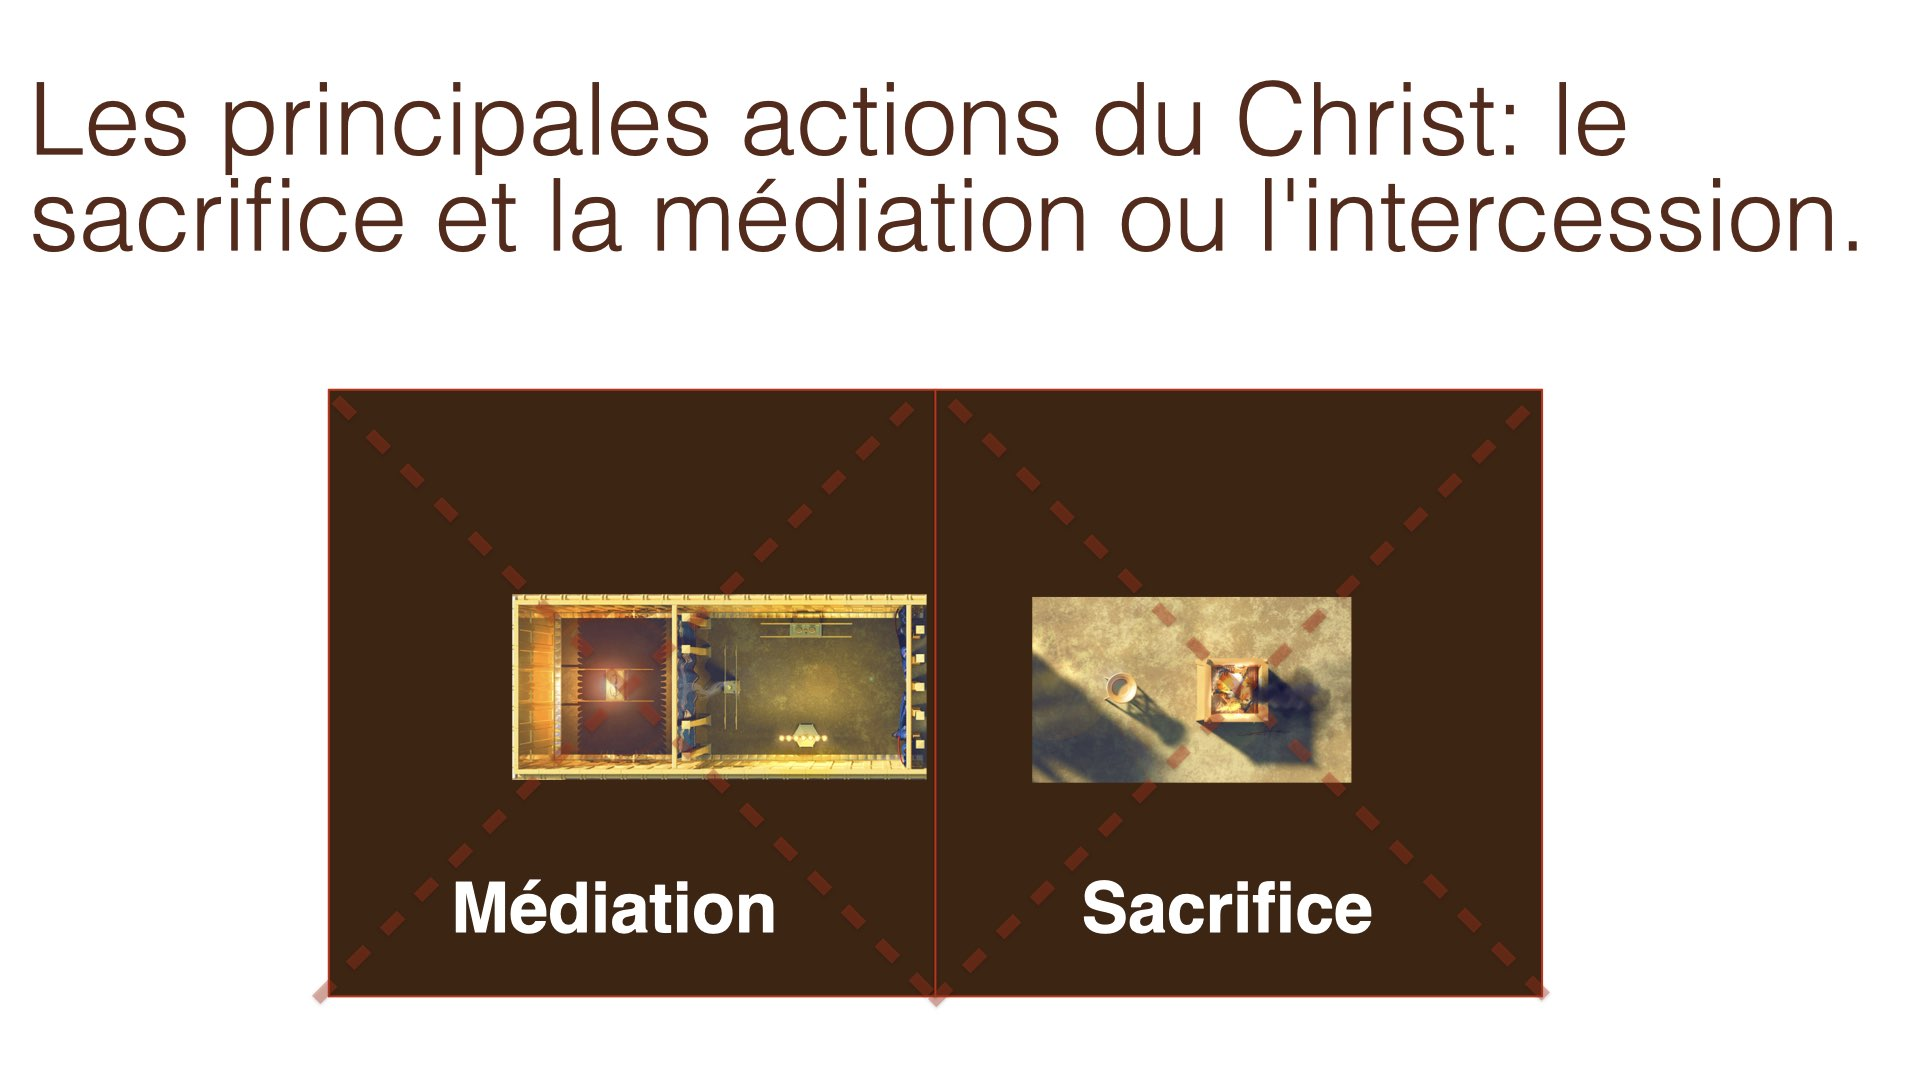 Les principales actions du Christ: le
sacrifice et la médiation ou l'intercession.
Médiation
Sacrifice